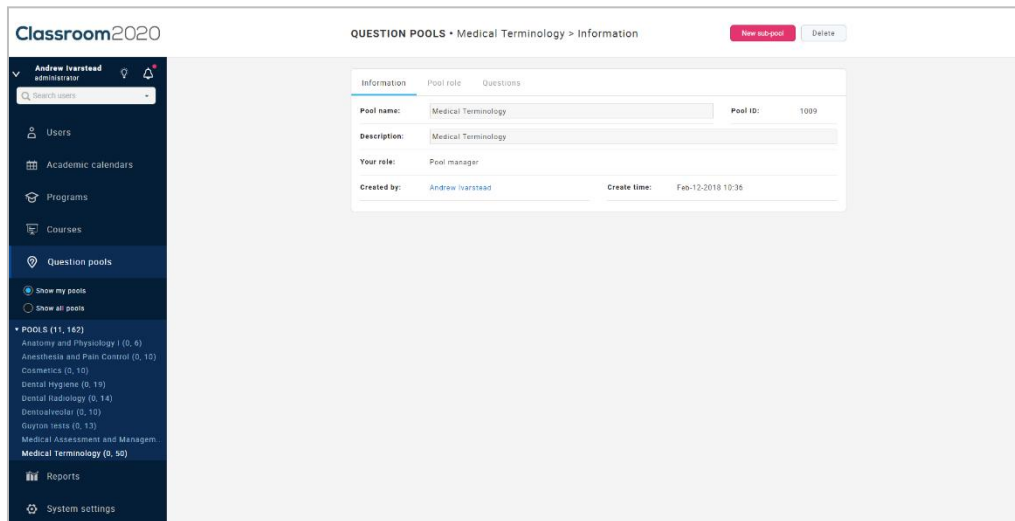 Classroom2020
QUESTION POOLS • Medical Terminology > Information
New sub-pool
Delete
Andrew Ivarstead
administrator
Search users
Users
Academic calendars
Programs
Courses
Question pools
Show my pools
Show all pools
POOLS (11, 162)
Anatomy and Physiology I (0, 6)
Anesthesia and Pain Control (0, 10)
Cosmetics (0, 10)
Dental Hygiene (0, 19)
Dental Radiology (0, 14)
Dentoalveolar (0, 10)
Guyton tests (0, 13)
Medical Assessment and Managem..
Medical Terminology (0, 50)
Reports
System settings
Information Pool role Questions
Pool name: Medical Terminology Pool ID: 1009
Description: Medical Terminology
Your role: Pool manager
Created by: Andrew Ivarstead Create time: Feb-12-2018 10:36